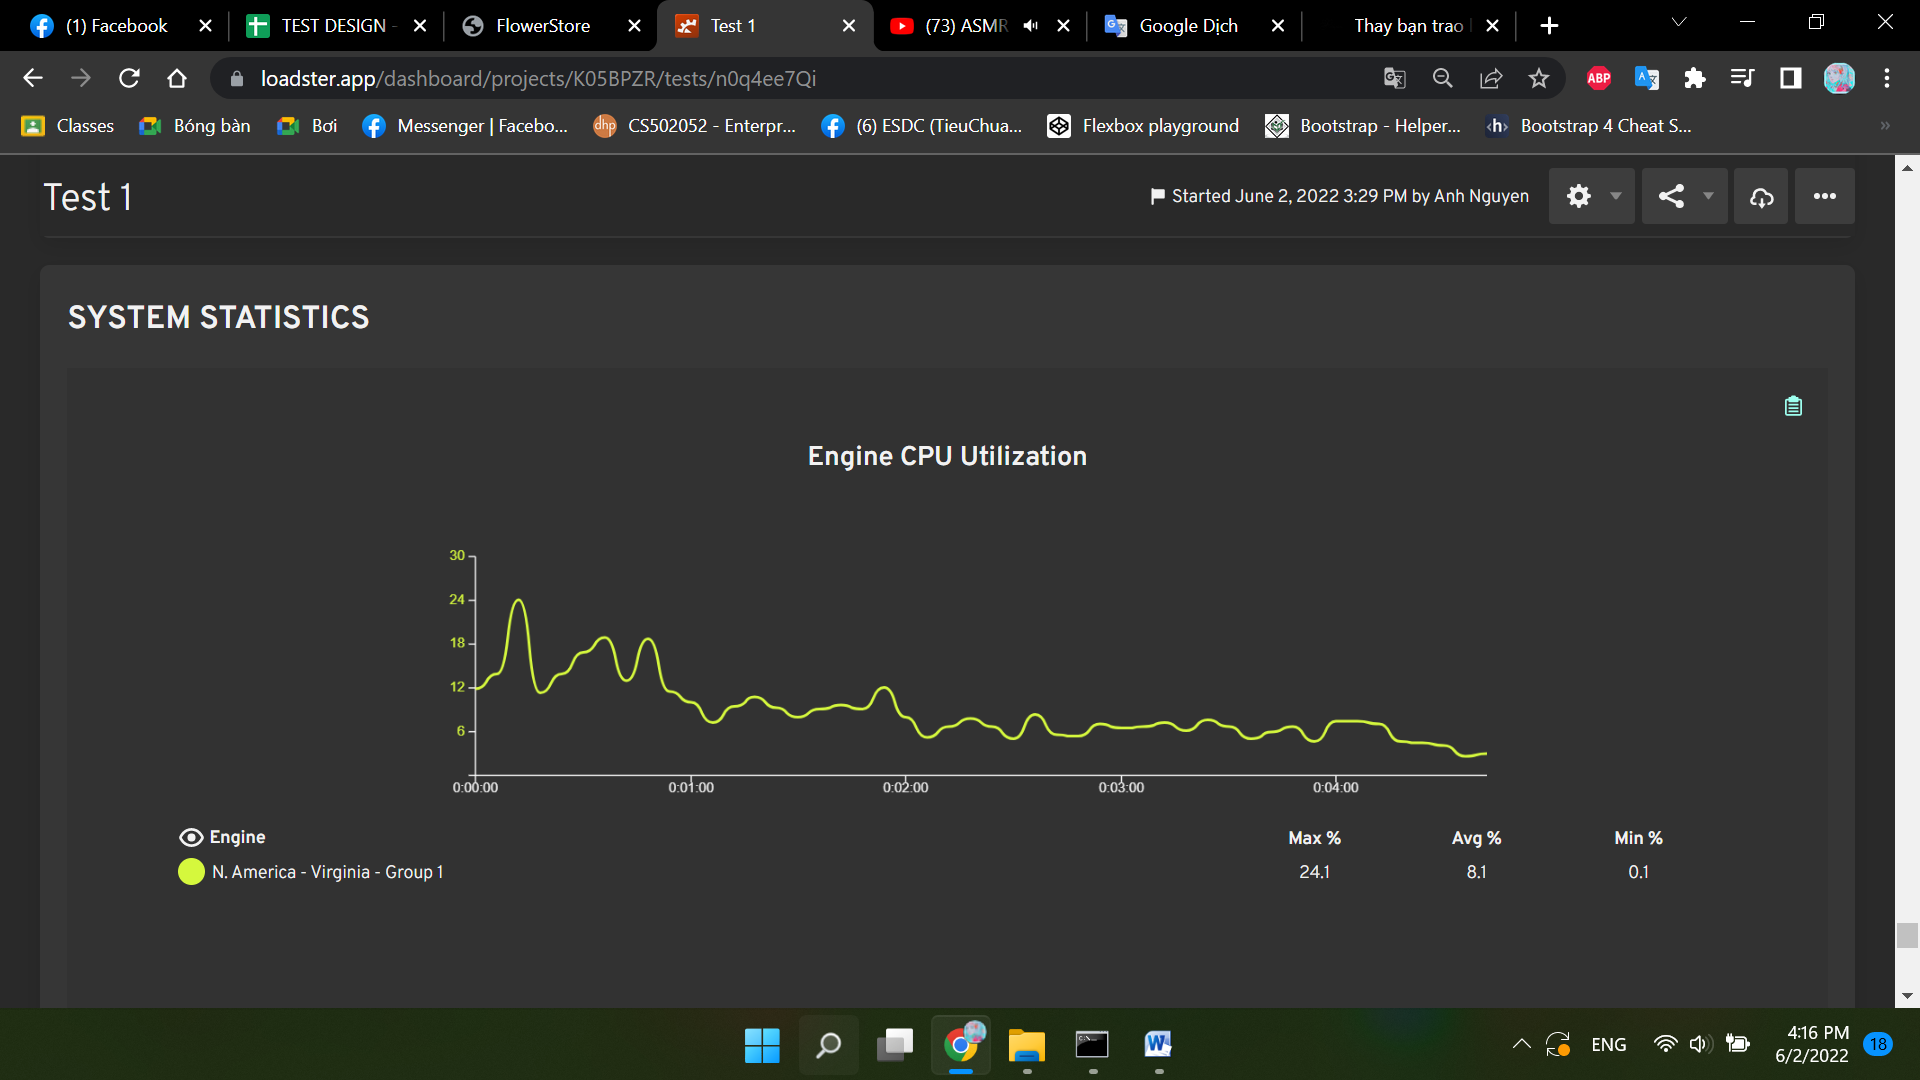 (1) Facebook
TEST DESIGN -
FlowerStore
Test 1
(73) ASMR
Google Dịch
Thay bạn trao
loadster.app/dashboard/projects/K05BPZR/tests/n0q4ee7Qi
ABP
Classes
Bóng bàn
Bơi
Messenger | Facebo...
dhp
CS502052 - Enterpr...
(6) ESDC (TieuChua...
Flexbox playground
Bootstrap - Helper...
<h>
Bootstrap 4 Cheat S...
»
Test 1
Started June 2, 2022 3:29 PM by Anh Nguyen
SYSTEM STATISTICS
Engine CPU Utilization
30
24
18
12
6
0:00:00
0:01:00
0:02:00
0:03:00
0:04:00
Engine
Max %
Avg %
Min %
N. America - Virginia - Group 1
24.1
8.1
0.1
ENG
4:16 PM
6/2/2022
18